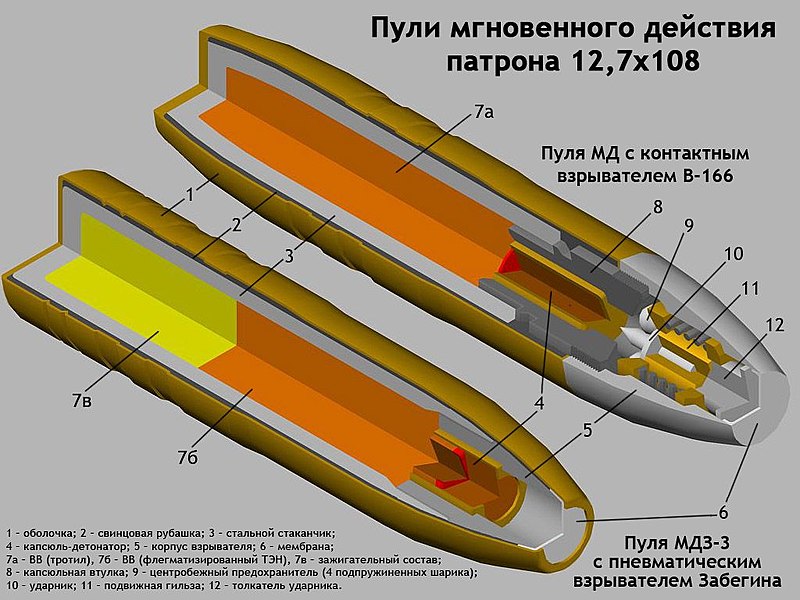 Пули мгновенного действия
патрона 12,7х108
7а
Пуля МД с контактным
взрывателем В-166
1
2
3
8
9
10
11
12
7в
7б
4
5
6
1 - оболочка; 2 - свинцовая рубашка; 3 - стальной стаканчик;
4 - капсюль-детонатор; 5 - корпус взрывателя; 6 - мембрана;
7а - ВВ (тротил), 7б - ВВ (флегматизированный ТЭН), 7в - зажигательный состав;
8 - капсюльная втулка; 9 - центробежный предохранитель (4 подпружиненных шарика);
10 - ударник; 11 - подвижная гильза; 12 - толкатель ударника.
Пуля МДЗ-3
с пневматическим
взрывателем Забегина